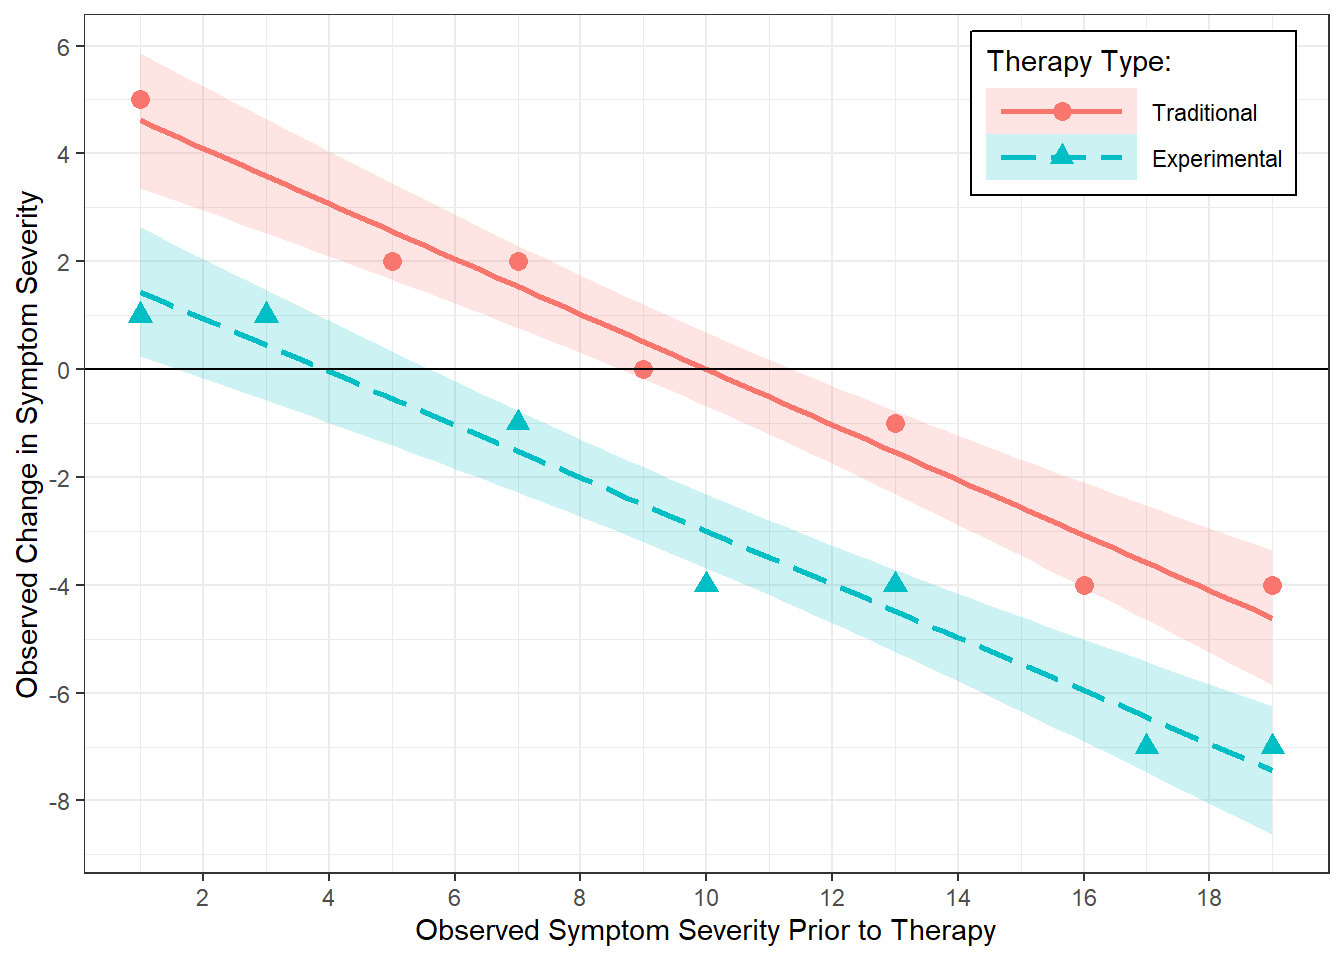 Therapy Type:
Traditional
Experimental
Observed Change in Symptom Severity
6
4
2
0
-2
-4
-6
-8
2 4 6 8 10 12 14 16 18
Observed Symptom Severity Prior to Therapy